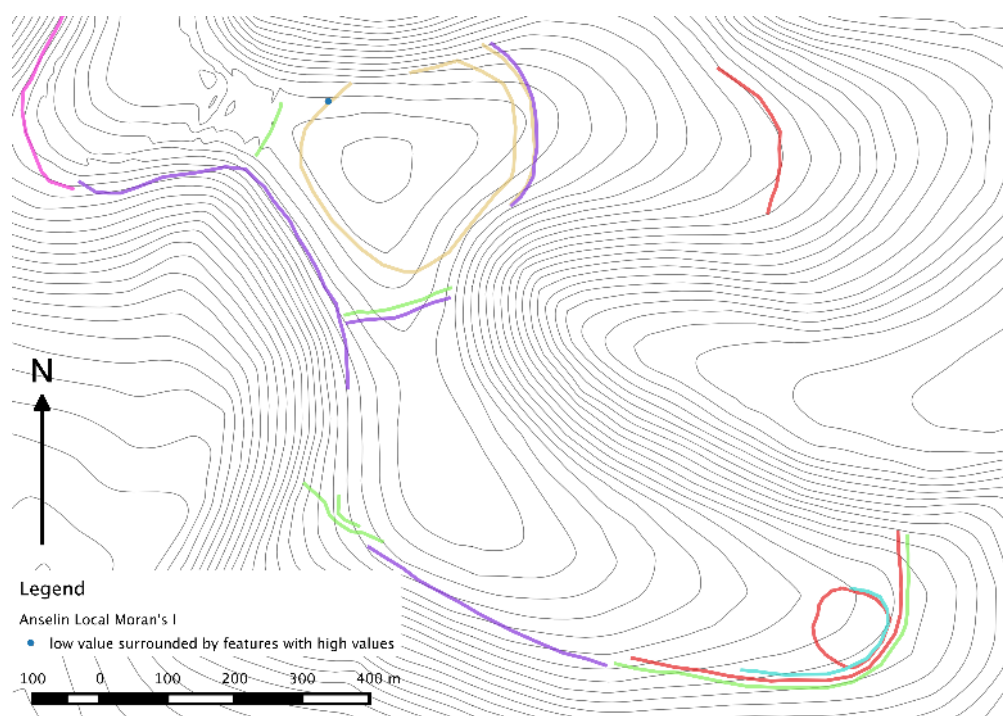 N
Legend
Anselin Local Moran's I
low value surrounded by features with high values
100 0 100 200 300 400 m